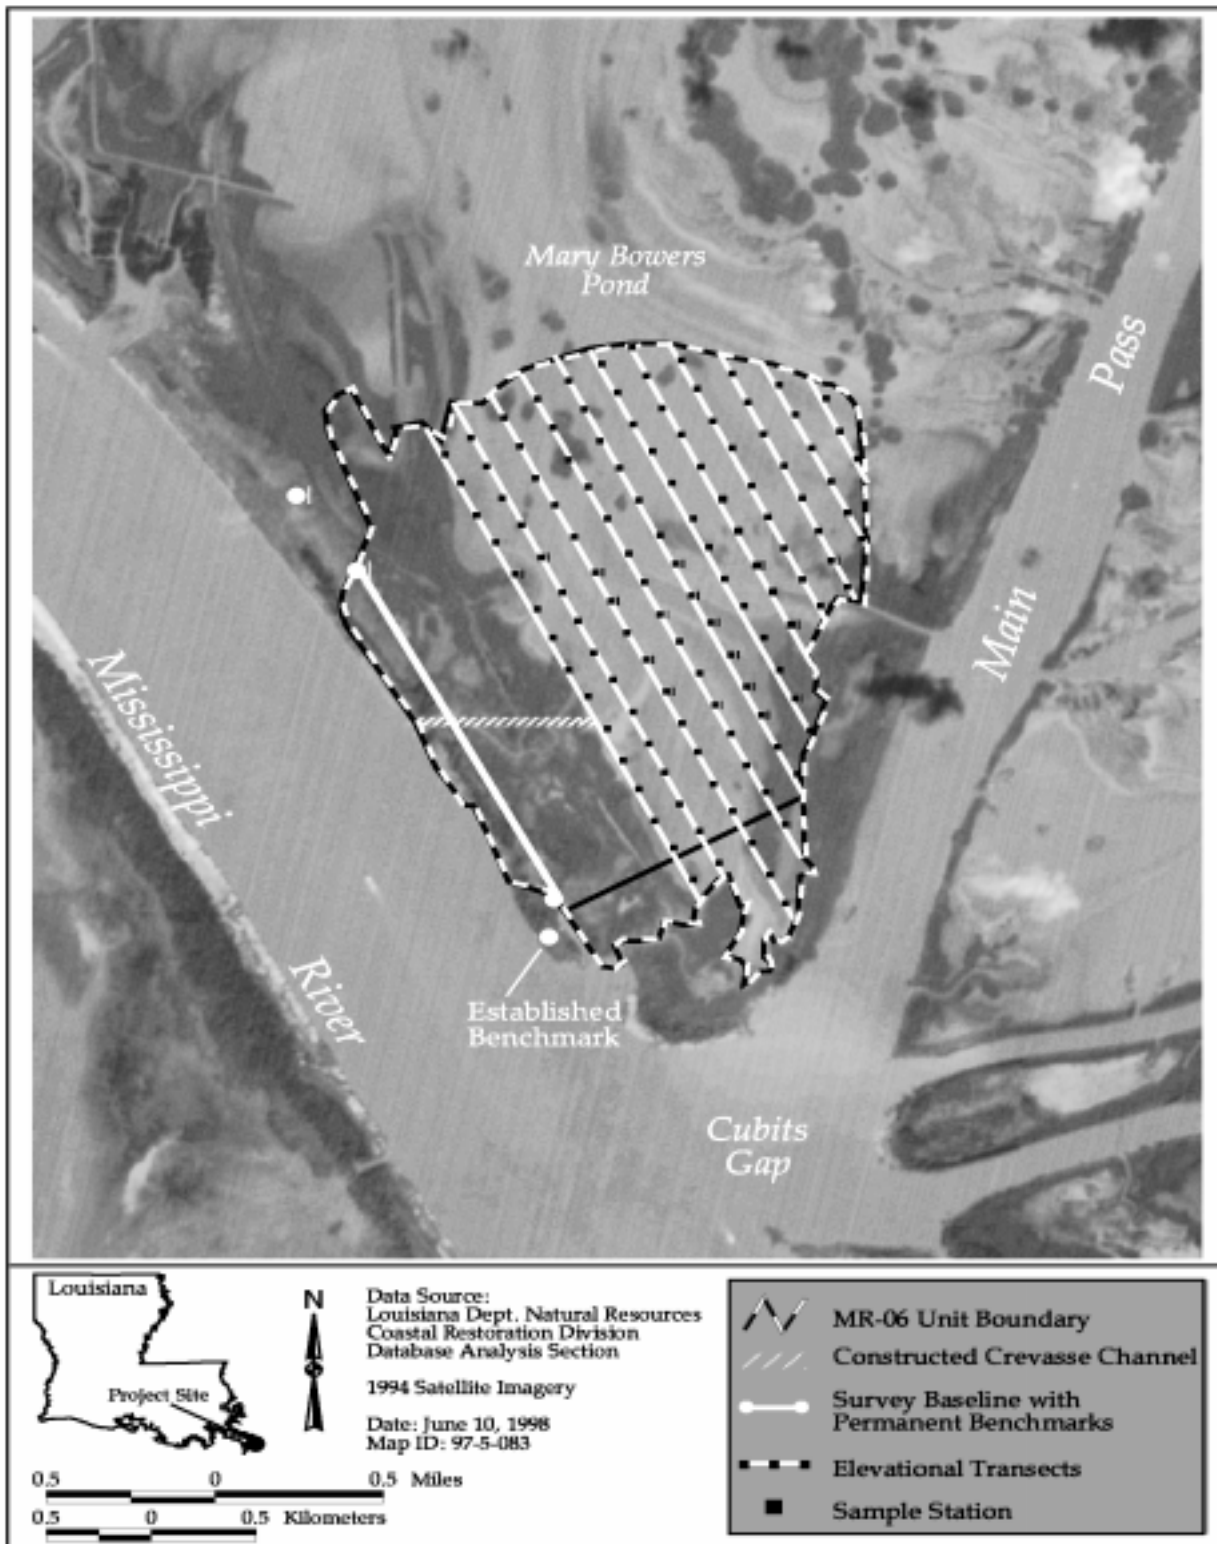 Mary Bowers
Pond
Pass
Main
Mississippi
River
Established
Benchmark
Cubits
Gap
Louisiana
Project Site
N
Data Source:
Louisiana Dept. Natural Resources
Coastal Restoration Division
Database Analysis Section
1994 Satellite Imagery
Date: June 10, 1998
Map ID: 97-5-083
0.5 0 0.5 Miles
0.5 0 0.5 Kilometers
MR-06 Unit Boundary
Constructed Crevasse Channel
Survey Baseline with
Permanent Benchmarks
Elevational Transects
Sample Station